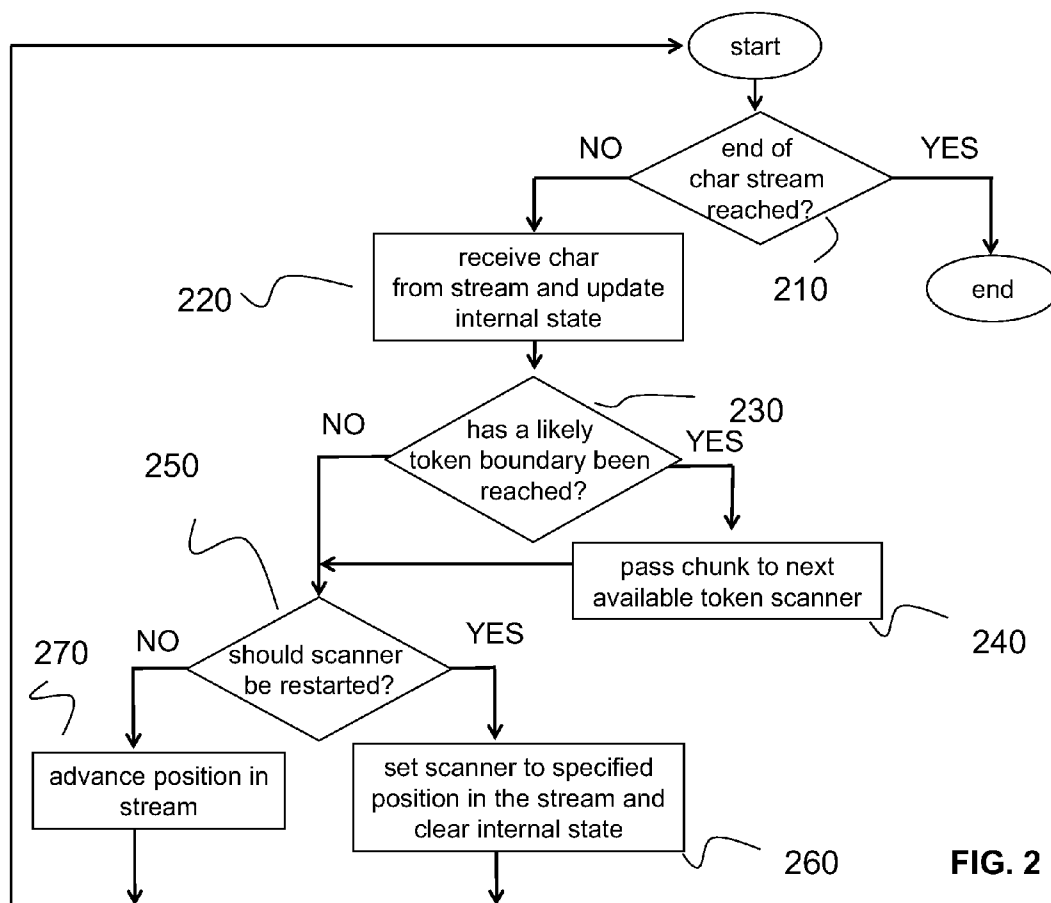 start
NO
YES
end of
char stream
reached?
210
end
receive char
from stream and update
internal state
220
230
NO
YES
has a likely
token boundary been
reached?
250
pass chunk to next
available token scanner
240
NO
YES
270
should scanner
be restarted?
advance position in
stream
set scanner to specified
position in the stream and
clear internal state
260
FIG. 2